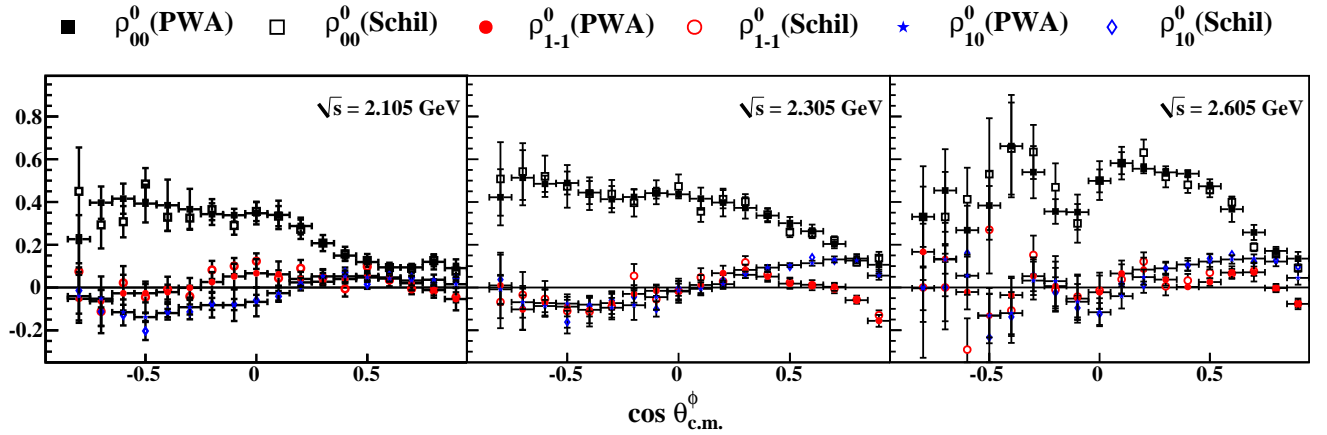 ρ⁰₀₀(PWA) ρ⁰₀₀(Schil) ρ⁰₁₋₁(PWA) ρ⁰₁₋₁(Schil) ρ⁰₁₀(PWA) ρ⁰₁₀(Schil)
√s = 2.105 GeV √s = 2.305 GeV √s = 2.605 GeV
0.8
0.6
0.4
0.2
0
-0.2
-0.5 0 0.5 -0.5 0 0.5 -0.5 0 0.5
cos θ^ϕ_c.m.